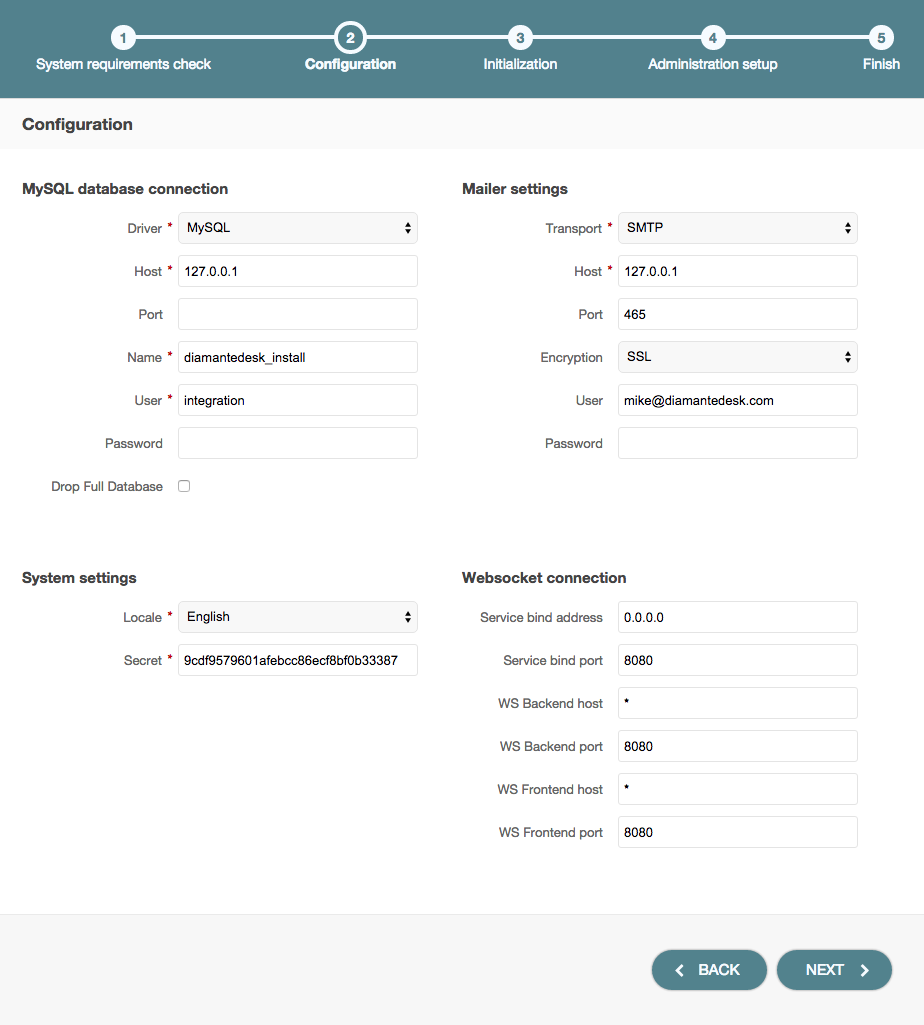 1 2 3 4 5
System requirements check Configuration Initialization Administration setup Finish
Configuration
MySQL database connection
Driver * MySQL
Host * 127.0.0.1
Port
Name * diamantedesk_install
User * integration
Password
Drop Full Database
Mailer settings
Transport * SMTP
Host * 127.0.0.1
Port 465
Encryption SSL
User mike@diamantedesk.com
Password
System settings
Locale * English
Secret * 9cdf9579601afebcc86ecf8bf0b33387
Websocket connection
Service bind address 0.0.0.0
Service bind port 8080
WS Backend host *
WS Backend port 8080
WS Frontend host *
WS Frontend port 8080
BACK NEXT